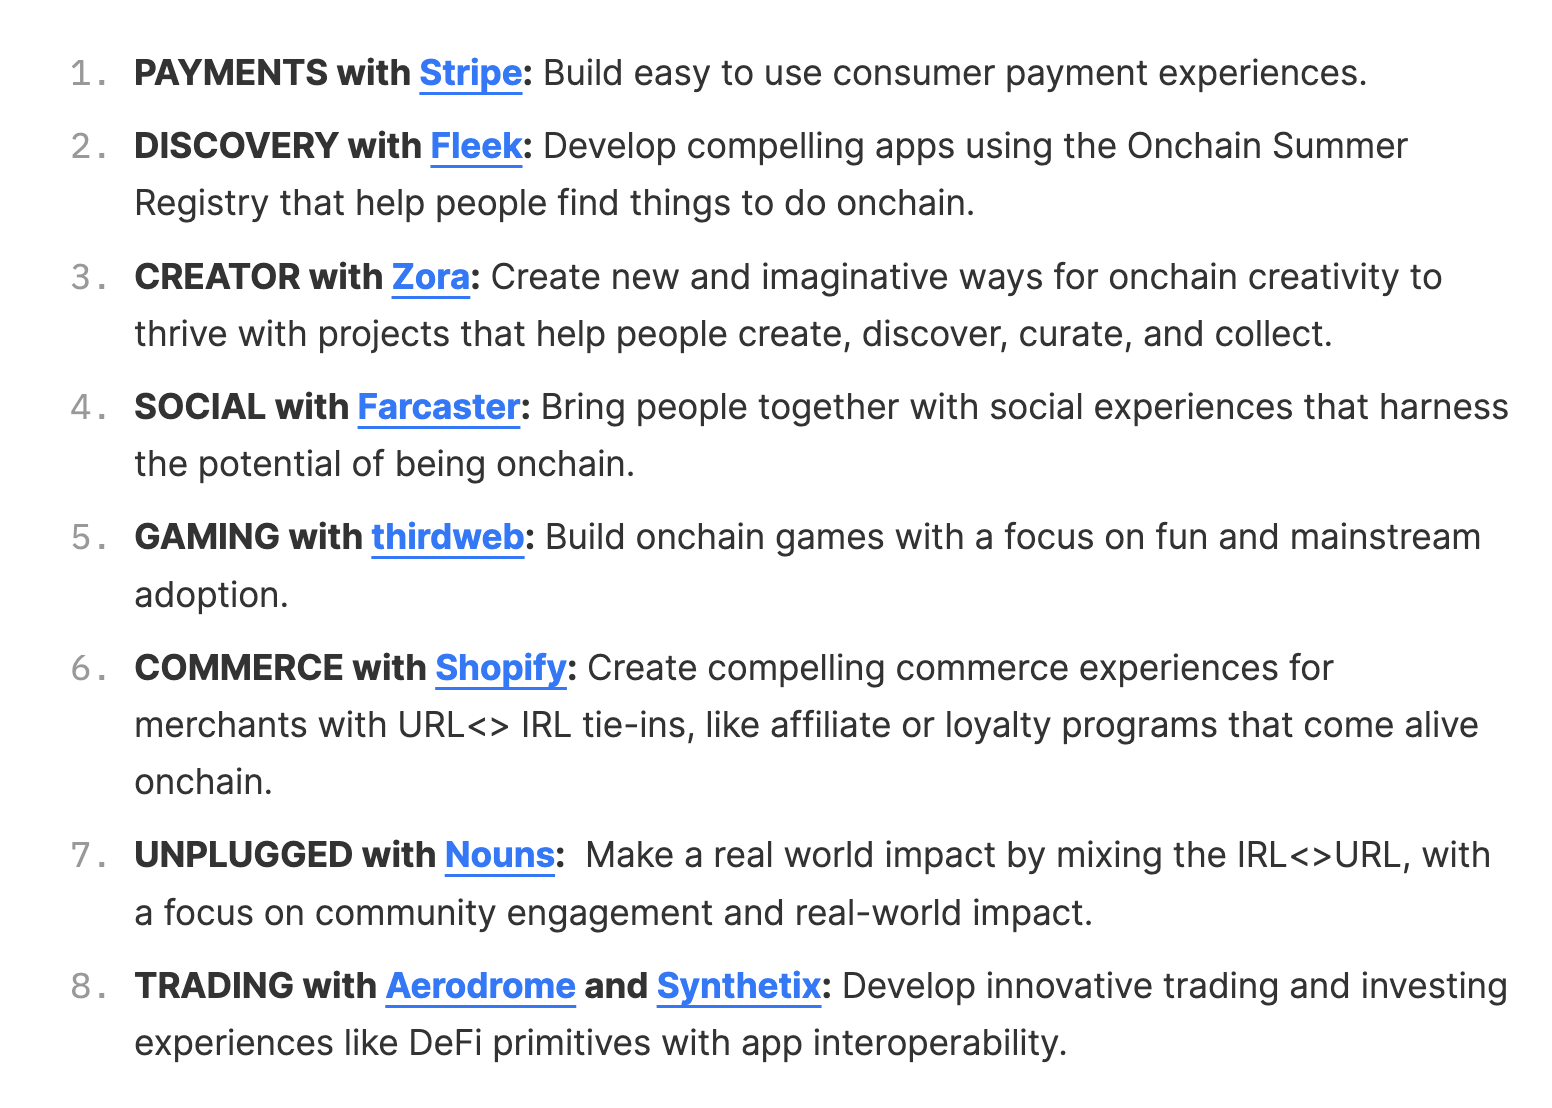 1. PAYMENTS with Stripe: Build easy to use consumer payment experiences.
2. DISCOVERY with Fleek: Develop compelling apps using the Onchain Summer
Registry that help people find things to do onchain.
3. CREATOR with Zora: Create new and imaginative ways for onchain creativity to
thrive with projects that help people create, discover, curate, and collect.
4. SOCIAL with Farcaster: Bring people together with social experiences that harness
the potential of being onchain.
5. GAMING with thirdweb: Build onchain games with a focus on fun and mainstream
adoption.
6. COMMERCE with Shopify: Create compelling commerce experiences for
merchants with URL<> IRL tie-ins, like affiliate or loyalty programs that come alive
onchain.
7. UNPLUGGED with Nouns:  Make a real world impact by mixing the IRL<>URL, with
a focus on community engagement and real-world impact.
8. TRADING with Aerodrome and Synthetix: Develop innovative trading and investing
experiences like DeFi primitives with app interoperability.